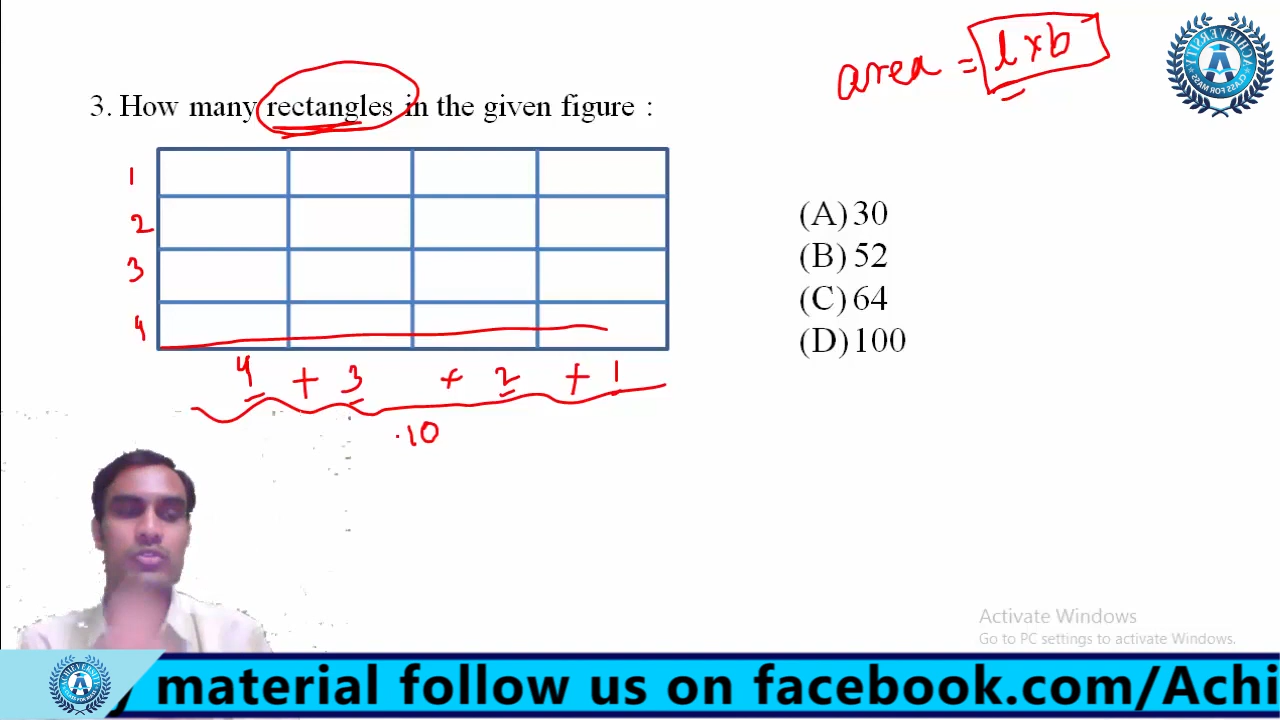 area = l x b
3. How many rectangles in the given figure :
1
2
3
4
4 + 3 + 2 + 1
10
(A) 30
(B) 52
(C) 64
(D) 100
Activate Windows
Go to PC settings to activate Windows.
material follow us on facebook.com/Achi